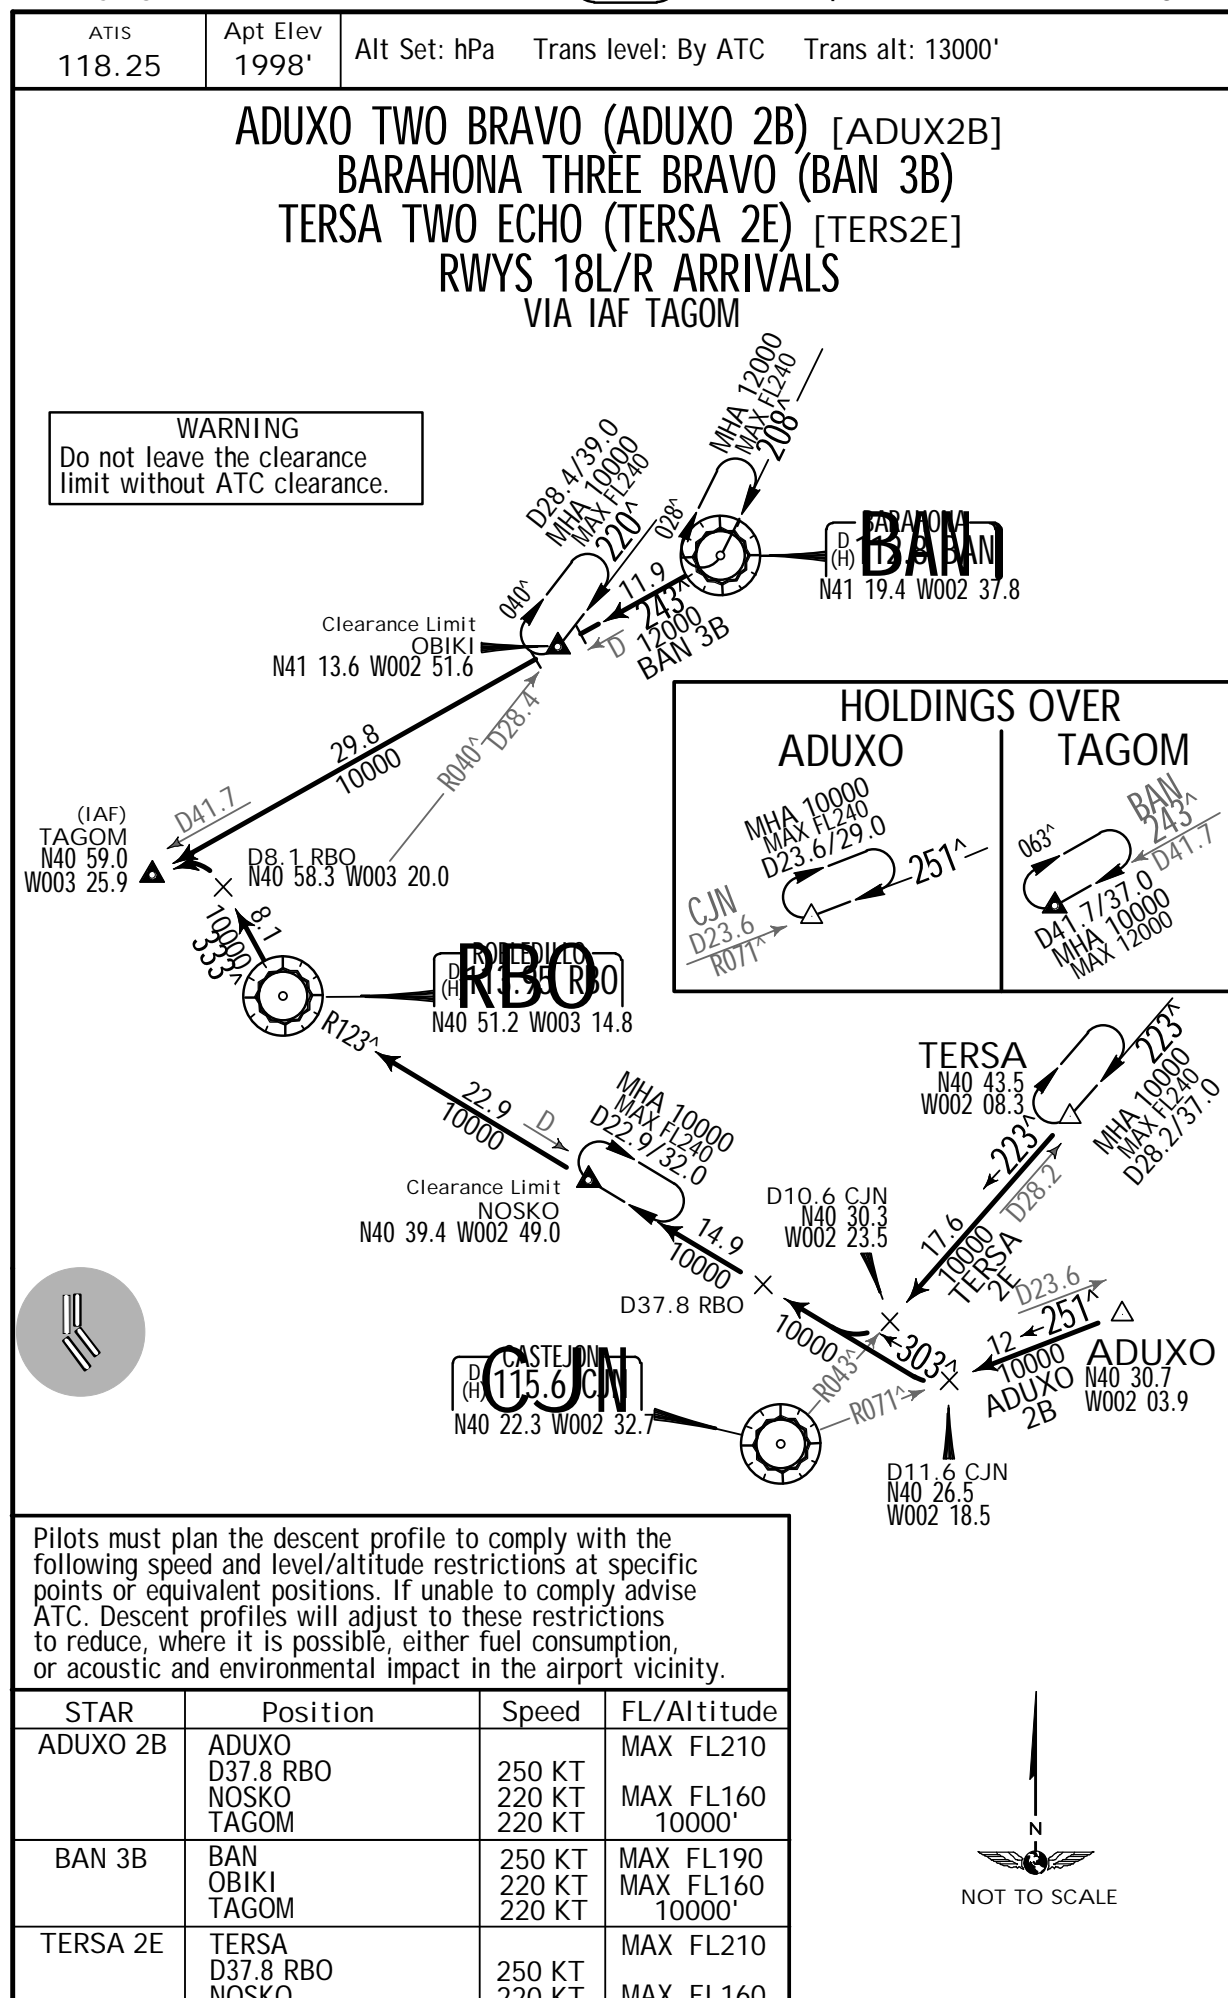 ATIS
118.25
Apt Elev
1998'
Alt Set: hPa Trans level: By ATC Trans alt: 13000'
ADUXO TWO BRAVO (ADUXO 2B) [ADUX2B]
BARAHONA THREE BRAVO (BAN 3B)
TERSA TWO ECHO (TERSA 2E) [TERS2E]
RWYS 18L/R ARRIVALS
VIA IAF TAGOM
WARNING
Do not leave the clearance
limit without ATC clearance.
MHA 12000
MAX FL240
208^
028^
D28.4/39.0
MHA 10000
MAX FL240
220^
040^
BARAHONA
D
(H)
112.8 BAN
BAN
N41 19.4 W002 37.8
11.9
243^
12000
BAN 3B
D
Clearance Limit
OBIKI
N41 13.6 W002 51.6
29.8
10000
R040^
D28.4
D41.7
(IAF)
TAGOM
N40 59.0
W003 25.9
D8.1 RBO
N40 58.3 W003 20.0
8.1
10000
333^
HOLDINGS OVER
ADUXO
MHA 10000
MAX FL240
D23.6/29.0
251^
CJN
D23.6
R071^
TAGOM
063^
BAN
243^
D41.7
D41.7/37.0
MHA 10000
MAX 12000
ROBLEDILLO
D
(H)
113.95 RBO
RBO
N40 51.2 W003 14.8
R123^
22.9
10000
D
MHA 10000
MAX FL240
D22.9/32.0
Clearance Limit
NOSKO
N40 39.4 W002 49.0
14.9
10000
D37.8 RBO
TERSA
N40 43.5
W002 08.3
223^
MHA 10000
MAX FL240
D28.2/37.0
223^
D28.2
17.6
10000
TERSA
2E
D10.6 CJN
N40 30.3
W002 23.5
D23.6
251^
12
10000
ADUXO
2B
ADUXO
N40 30.7
W002 03.9
10000
303^
R043^
R071^
CASTEJON
D
(H)
115.6 CJN
CJN
N40 22.3 W002 32.7
D11.6 CJN
N40 26.5
W002 18.5
Pilots must plan the descent profile to comply with the
following speed and level/altitude restrictions at specific
points or equivalent positions. If unable to comply advise
ATC. Descent profiles will adjust to these restrictions
to reduce, where it is possible, either fuel consumption,
or acoustic and environmental impact in the airport vicinity.
STAR Position Speed FL/Altitude
ADUXO 2B ADUXO MAX FL210
D37.8 RBO 250 KT
NOSKO 220 KT MAX FL160
TAGOM 220 KT 10000'
BAN 3B BAN 250 KT MAX FL190
OBIKI 220 KT MAX FL160
TAGOM 220 KT 10000'
TERSA 2E TERSA MAX FL210
D37.8 RBO 250 KT
NOSKO 220 KT MAX FL160
N
NOT TO SCALE